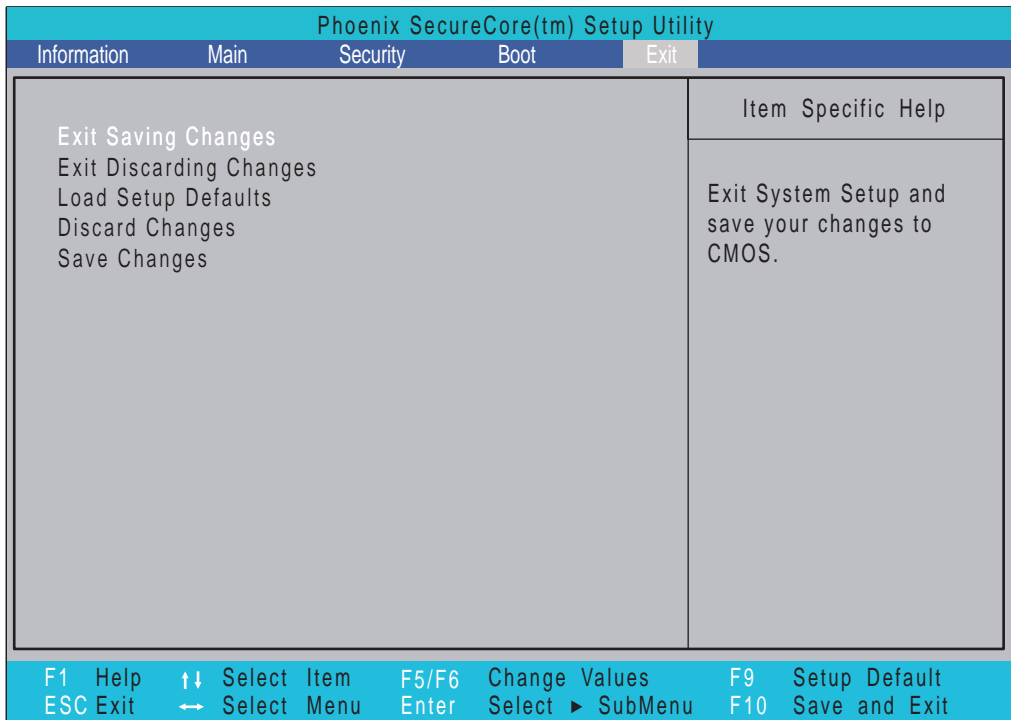 Phoenix SecureCore(tm) Setup Utility
Information Main Security Boot Exit
Exit Saving Changes
Exit Discarding Changes
Load Setup Defaults
Discard Changes
Save Changes
Item Specific Help
Exit System Setup and
save your changes to
CMOS.
F1 Help ↑↓ Select Item F5/F6 Change Values F9 Setup Default
ESC Exit ↔ Select Menu Enter Select ► SubMenu F10 Save and Exit